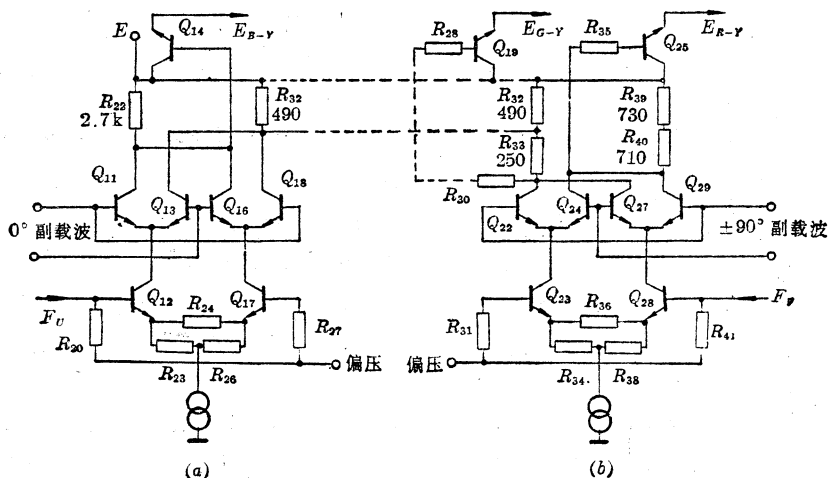 E
Q₁₄
E_{B-Y}
R₂₈
Q₁₉
E_{G-Y}
R₃₅
Q₂₅
E_{R-Y}
R₂₂
2.7k
R₃₂
490
R₃₂
490
R₃₉
730
R₃₃
250
R₄₀
710
Q₁₁
Q₁₃
Q₁₆
Q₁₈
R₃₀
Q₂₂
Q₂₄
Q₂₇
Q₂₉
0° 副载波
±90° 副载波
Q₁₂
R₂₄
Q₁₇
Q₂₃
R₃₆
Q₂₈
F_U
R₂₀
R₂₇
R₃₁
R₄₁
R₂₃
R₂₆
偏压
偏压
R₃₄
R₃₈
(a)
(b)